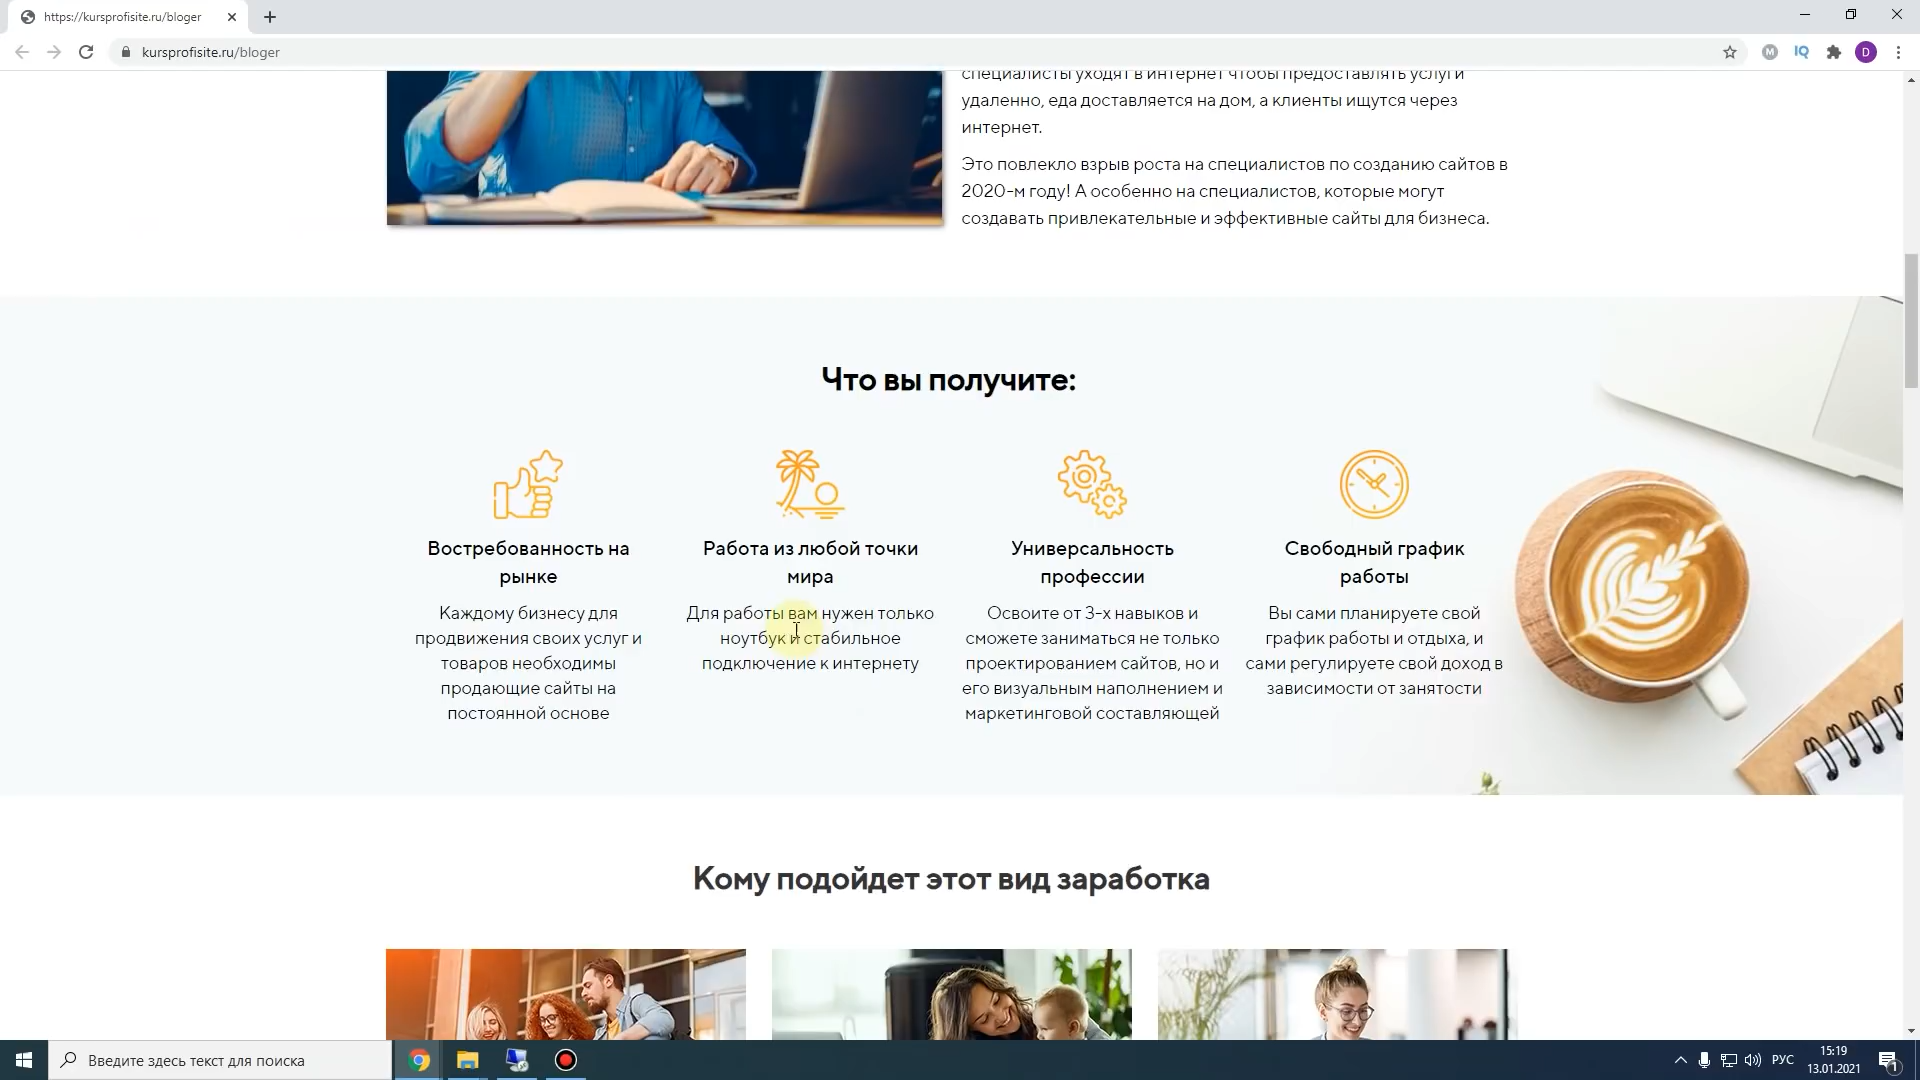 https://kursprofisite.ru/bloger
kursprofisite.ru/bloger
M
IQ
D
специалисты уходят в интернет чтобы предоставлять услуги
удаленно, еда доставляется на дом, а клиенты ищутся через
интернет.
Это повлекло взрыв роста на специалистов по созданию сайтов в
2020-м году! А особенно на специалистов, которые могут
создавать привлекательные и эффективные сайты для бизнеса.
Что вы получите:
Востребованность на
рынке
Каждому бизнесу для
продвижения своих услуг и
товаров необходимы
продающие сайты на
постоянной основе
Работа из любой точки
мира
Для работы вам нужен только
ноутбук и стабильное
подключение к интернету
Универсальность
профессии
Освоите от 3-х навыков и
сможете заниматься не только
проектированием сайтов, но и
его визуальным наполнением и
маркетинговой составляющей
Свободный график
работы
Вы сами планируете свой
график работы и отдыха, и
сами регулируете свой доход в
зависимости от занятости
Кому подойдет этот вид заработка
Введите здесь текст для поиска
РУС
15:19
13.01.2021
1